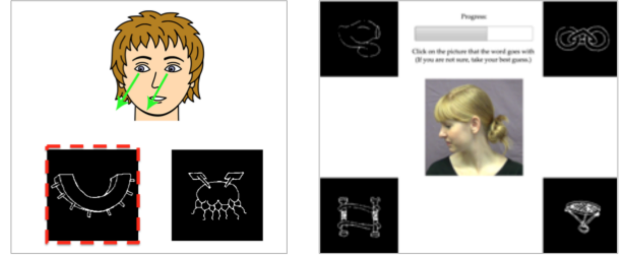 Progress
Click on the picture that the word goes with
(If you are not sure, take your best guess.)